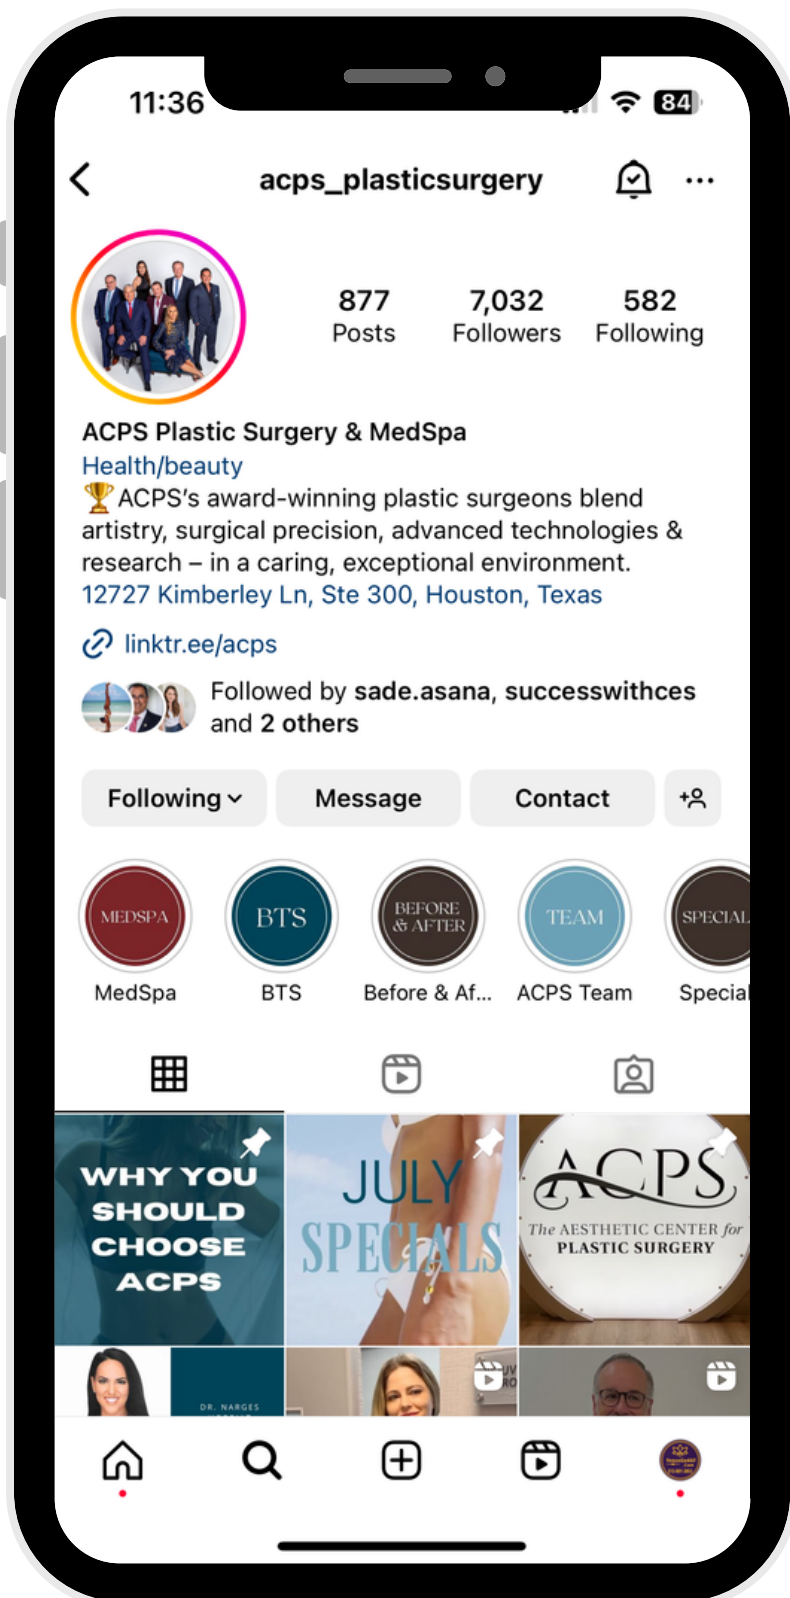 11:36
84
acps_plasticsurgery
877
7,032
582
Posts
Followers
Following
ACPS Plastic Surgery & MedSpa
Health/beauty
🏆ACPS’s award-winning plastic surgeons blend
artistry, surgical precision, advanced technologies &
research – in a caring, exceptional environment.
12727 Kimberley Ln, Ste 300, Houston, Texas
linktr.ee/acps
Followed by sade.asana, successwithces
and 2 others
Following
Message
Contact
MEDSPA
BTS
BEFORE
& AFTER
TEAM
SPECIAL
MedSpa
BTS
Before & Af...
ACPS Team
Special
WHY YOU
SHOULD
CHOOSE
ACPS
JULY
SPECIALS
ACPS
The AESTHETIC CENTER for
PLASTIC SURGERY
DR. NARGES